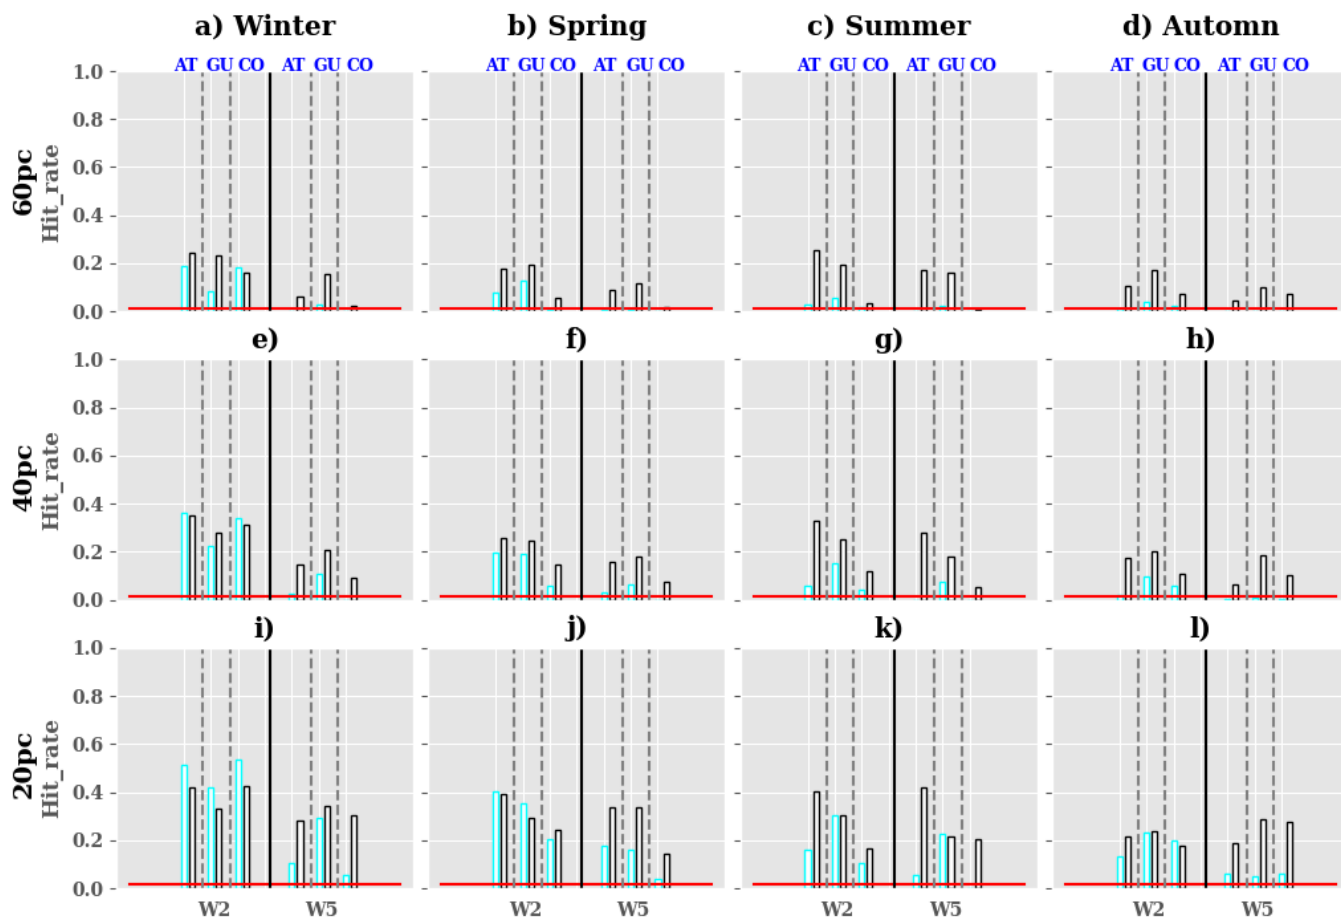 a) Winter b) Spring c) Summer d) Automn
AT GU CO AT GU CO AT GU CO AT GU CO AT GU CO AT GU CO AT GU CO AT GU CO
60pc
Hit_rate
1.0
0.8
0.6
0.4
0.2
0.0
e) f) g) h)
40pc
Hit_rate
1.0
0.8
0.6
0.4
0.2
0.0
i) j) k) l)
20pc
Hit_rate
1.0
0.8
0.6
0.4
0.2
0.0
W2 W5 W2 W5 W2 W5 W2 W5